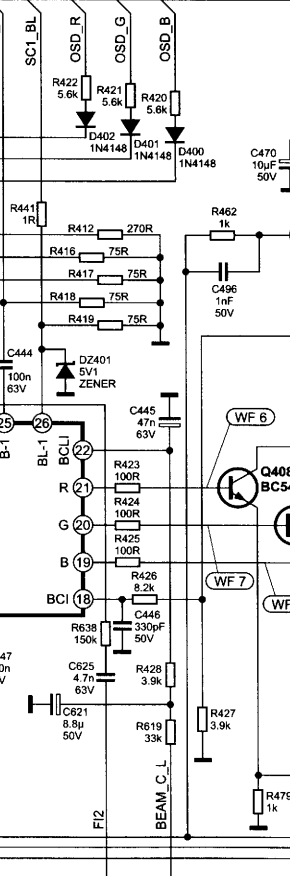 SC1_BL
OSD_R
OSD_G
OSD_B
R422
5.6k
R421
5.6k
R420
5.6k
D402
1N4148
D401
1N4148
D400
1N4148
C470
10µF
50V
R441
1R
R462
1k
R412 270R
R416 75R
R417 75R
R418 75R
R419 75R
C496
1nF
50V
C444
100n
63V
DZ401
5V1
ZENER
C445
47n
63V
WF 6
25
26
B-1
BL-1
BCLI
22
R423
100R
R 21
Q408
BC54
R424
100R
G 20
R425
100R
B 19
WF 7
R426
8.2k
BCI 18
WF
C446
330pF
50V
R638
150k
47
0n
V
C625
4.7n
63V
R428
3.9k
C621
8.8µ
50V
R619
33k
R427
3.9k
FI2
BEAM_C_L
R479
1k